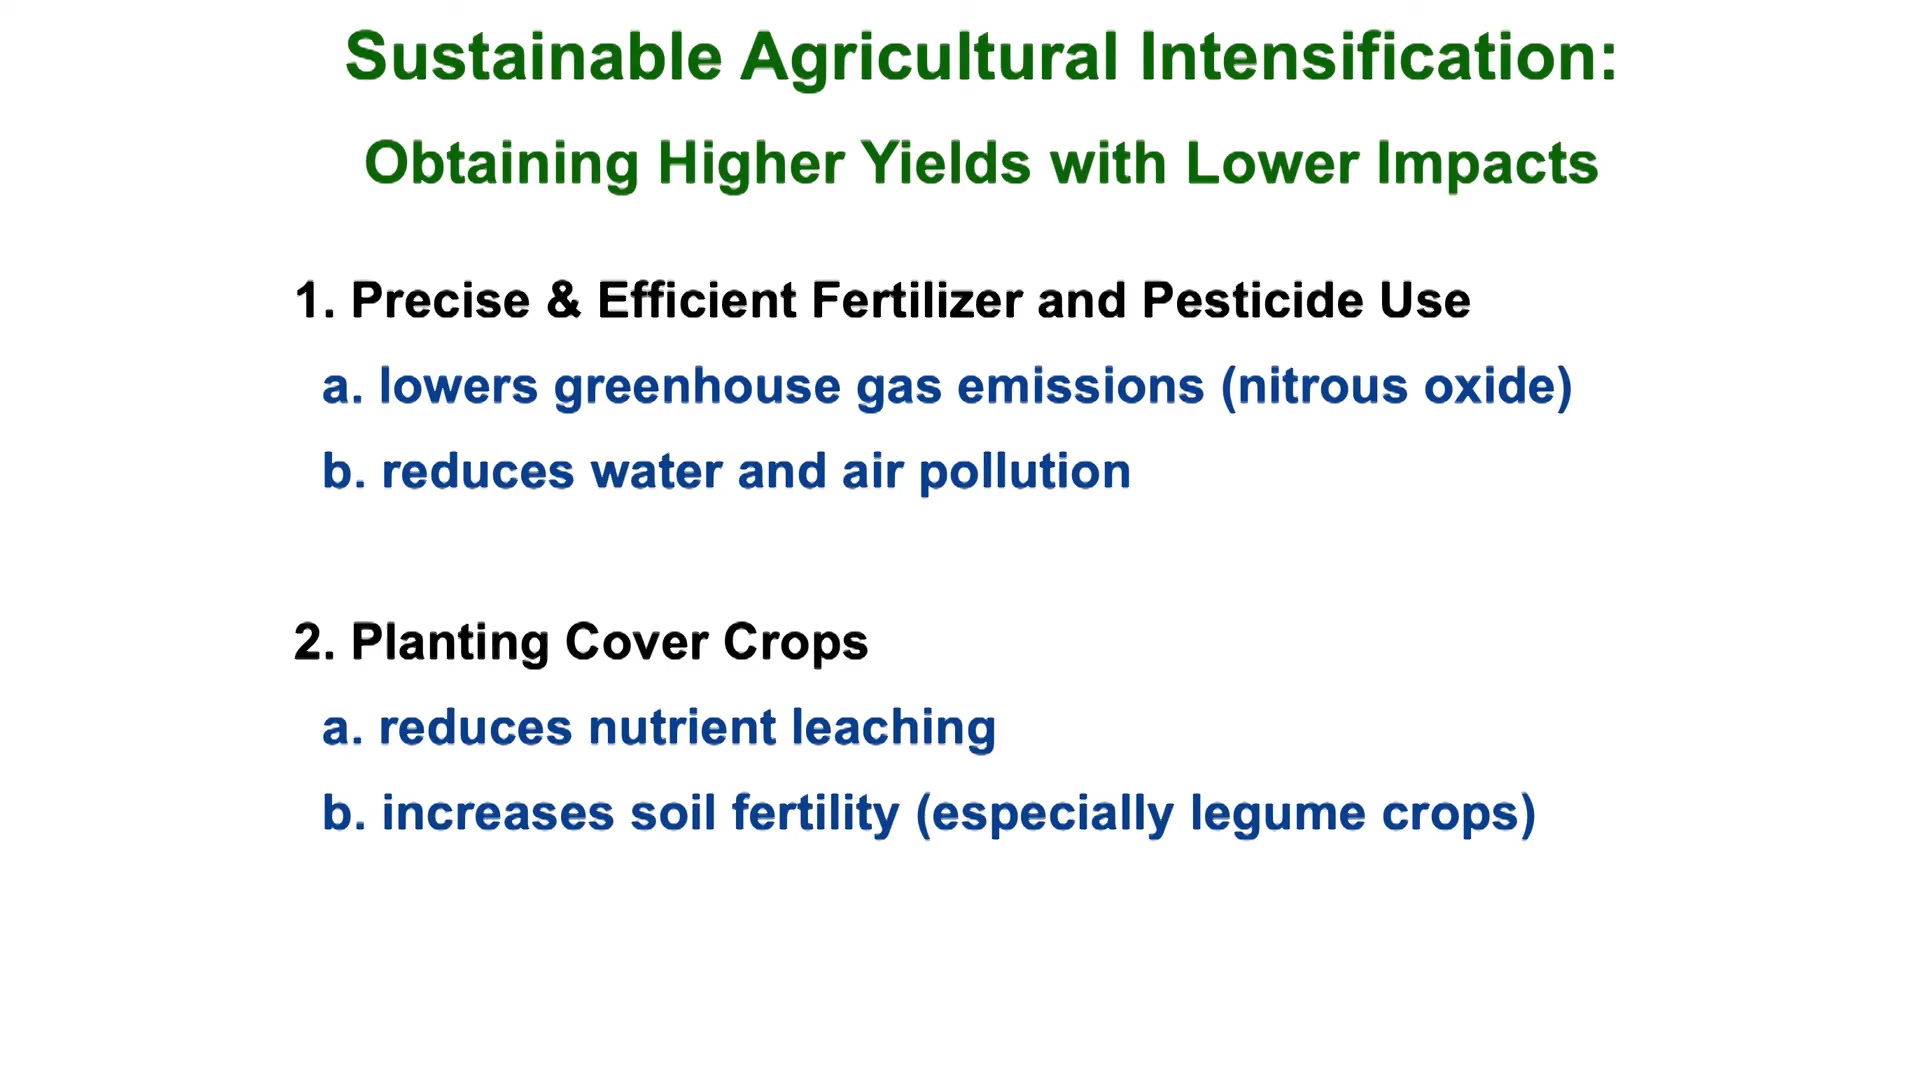 Sustainable Agricultural Intensification:
Obtaining Higher Yields with Lower Impacts
1. Precise & Efficient Fertilizer and Pesticide Use
a. lowers greenhouse gas emissions (nitrous oxide)
b. reduces water and air pollution
2. Planting Cover Crops
a. reduces nutrient leaching
b. increases soil fertility (especially legume crops)